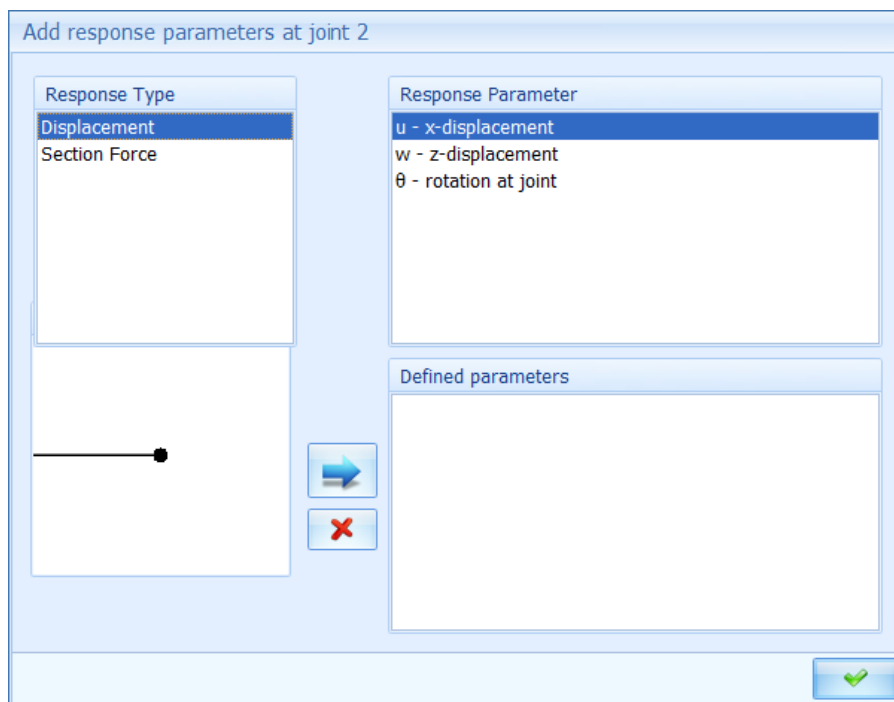 Add response parameters at joint 2
Response Type
Displacement
Section Force
Response Parameter
u - x-displacement
w - z-displacement
θ - rotation at joint
Defined parameters